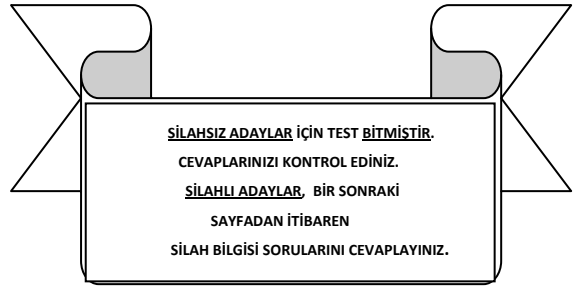 SİLAHSIZ ADAYLAR İÇİN TEST BİTMİŞTİR.
CEVAPLARINIZI KONTROL EDİNİZ.
SİLAHLI ADAYLAR, BİR SONRAKİ
SAYFADAN İTİBAREN
SİLAH BİLGİSİ SORULARINI CEVAPLAYINIZ.